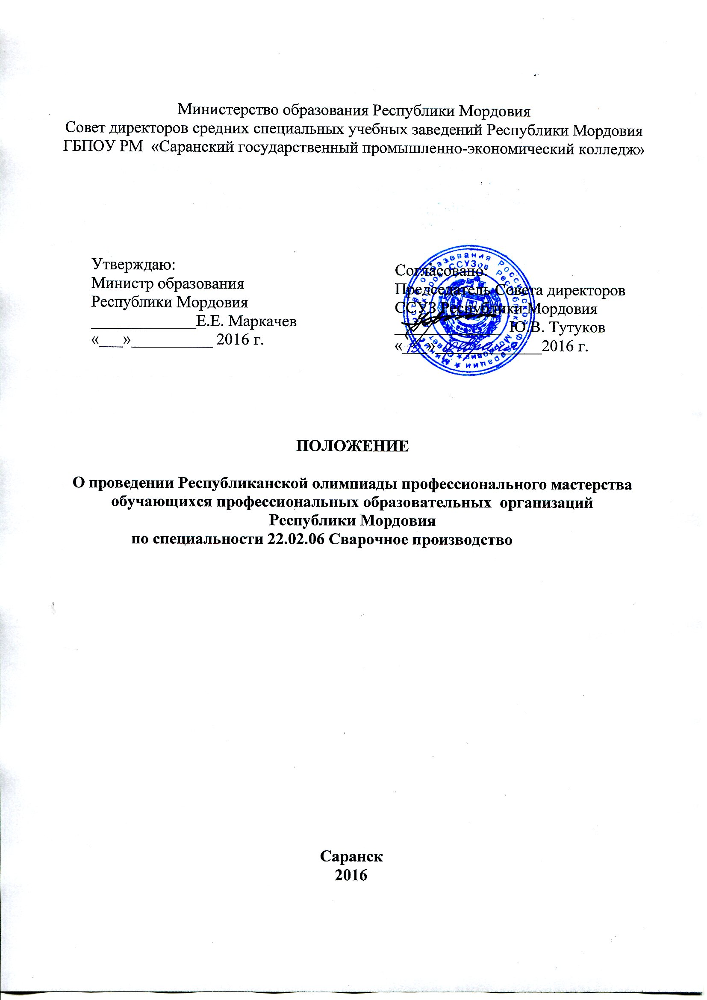 Министерство образования Республики Мордовия
Совет директоров средних специальных учебных заведений Республики Мордовия
ГБПОУ РМ «Саранский государственный промышленно-экономический колледж»
Утверждаю:
Министр образования
Республики Мордовия
_____________Е.Е. Маркачев
«___»__________ 2016 г.
Согласовано:
Председатель Совета директоров
ССУЗ Республики Мордовия
_____________ Ю.В. Тутуков
«15» февраля 2016 г.
ПОЛОЖЕНИЕ
О проведении Республиканской олимпиады профессионального мастерства
обучающихся профессиональных образовательных организаций
Республики Мордовия
по специальности 22.02.06 Сварочное производство
Саранск
2016